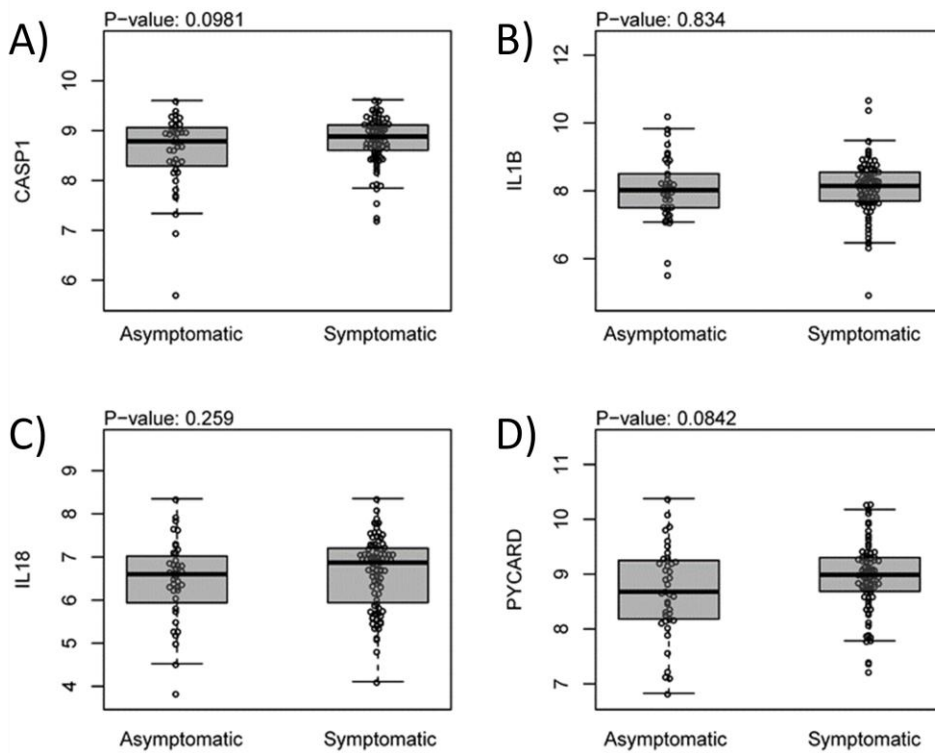 A)
P-value: 0.0981
CASP1
10
9
8
7
6
Asymptomatic Symptomatic
B)
P-value: 0.834
IL1B
12
10
8
6
Asymptomatic Symptomatic
C)
P-value: 0.259
IL18
9
8
7
6
5
4
Asymptomatic Symptomatic
D)
P-value: 0.0842
PYCARD
11
10
9
8
7
Asymptomatic Symptomatic